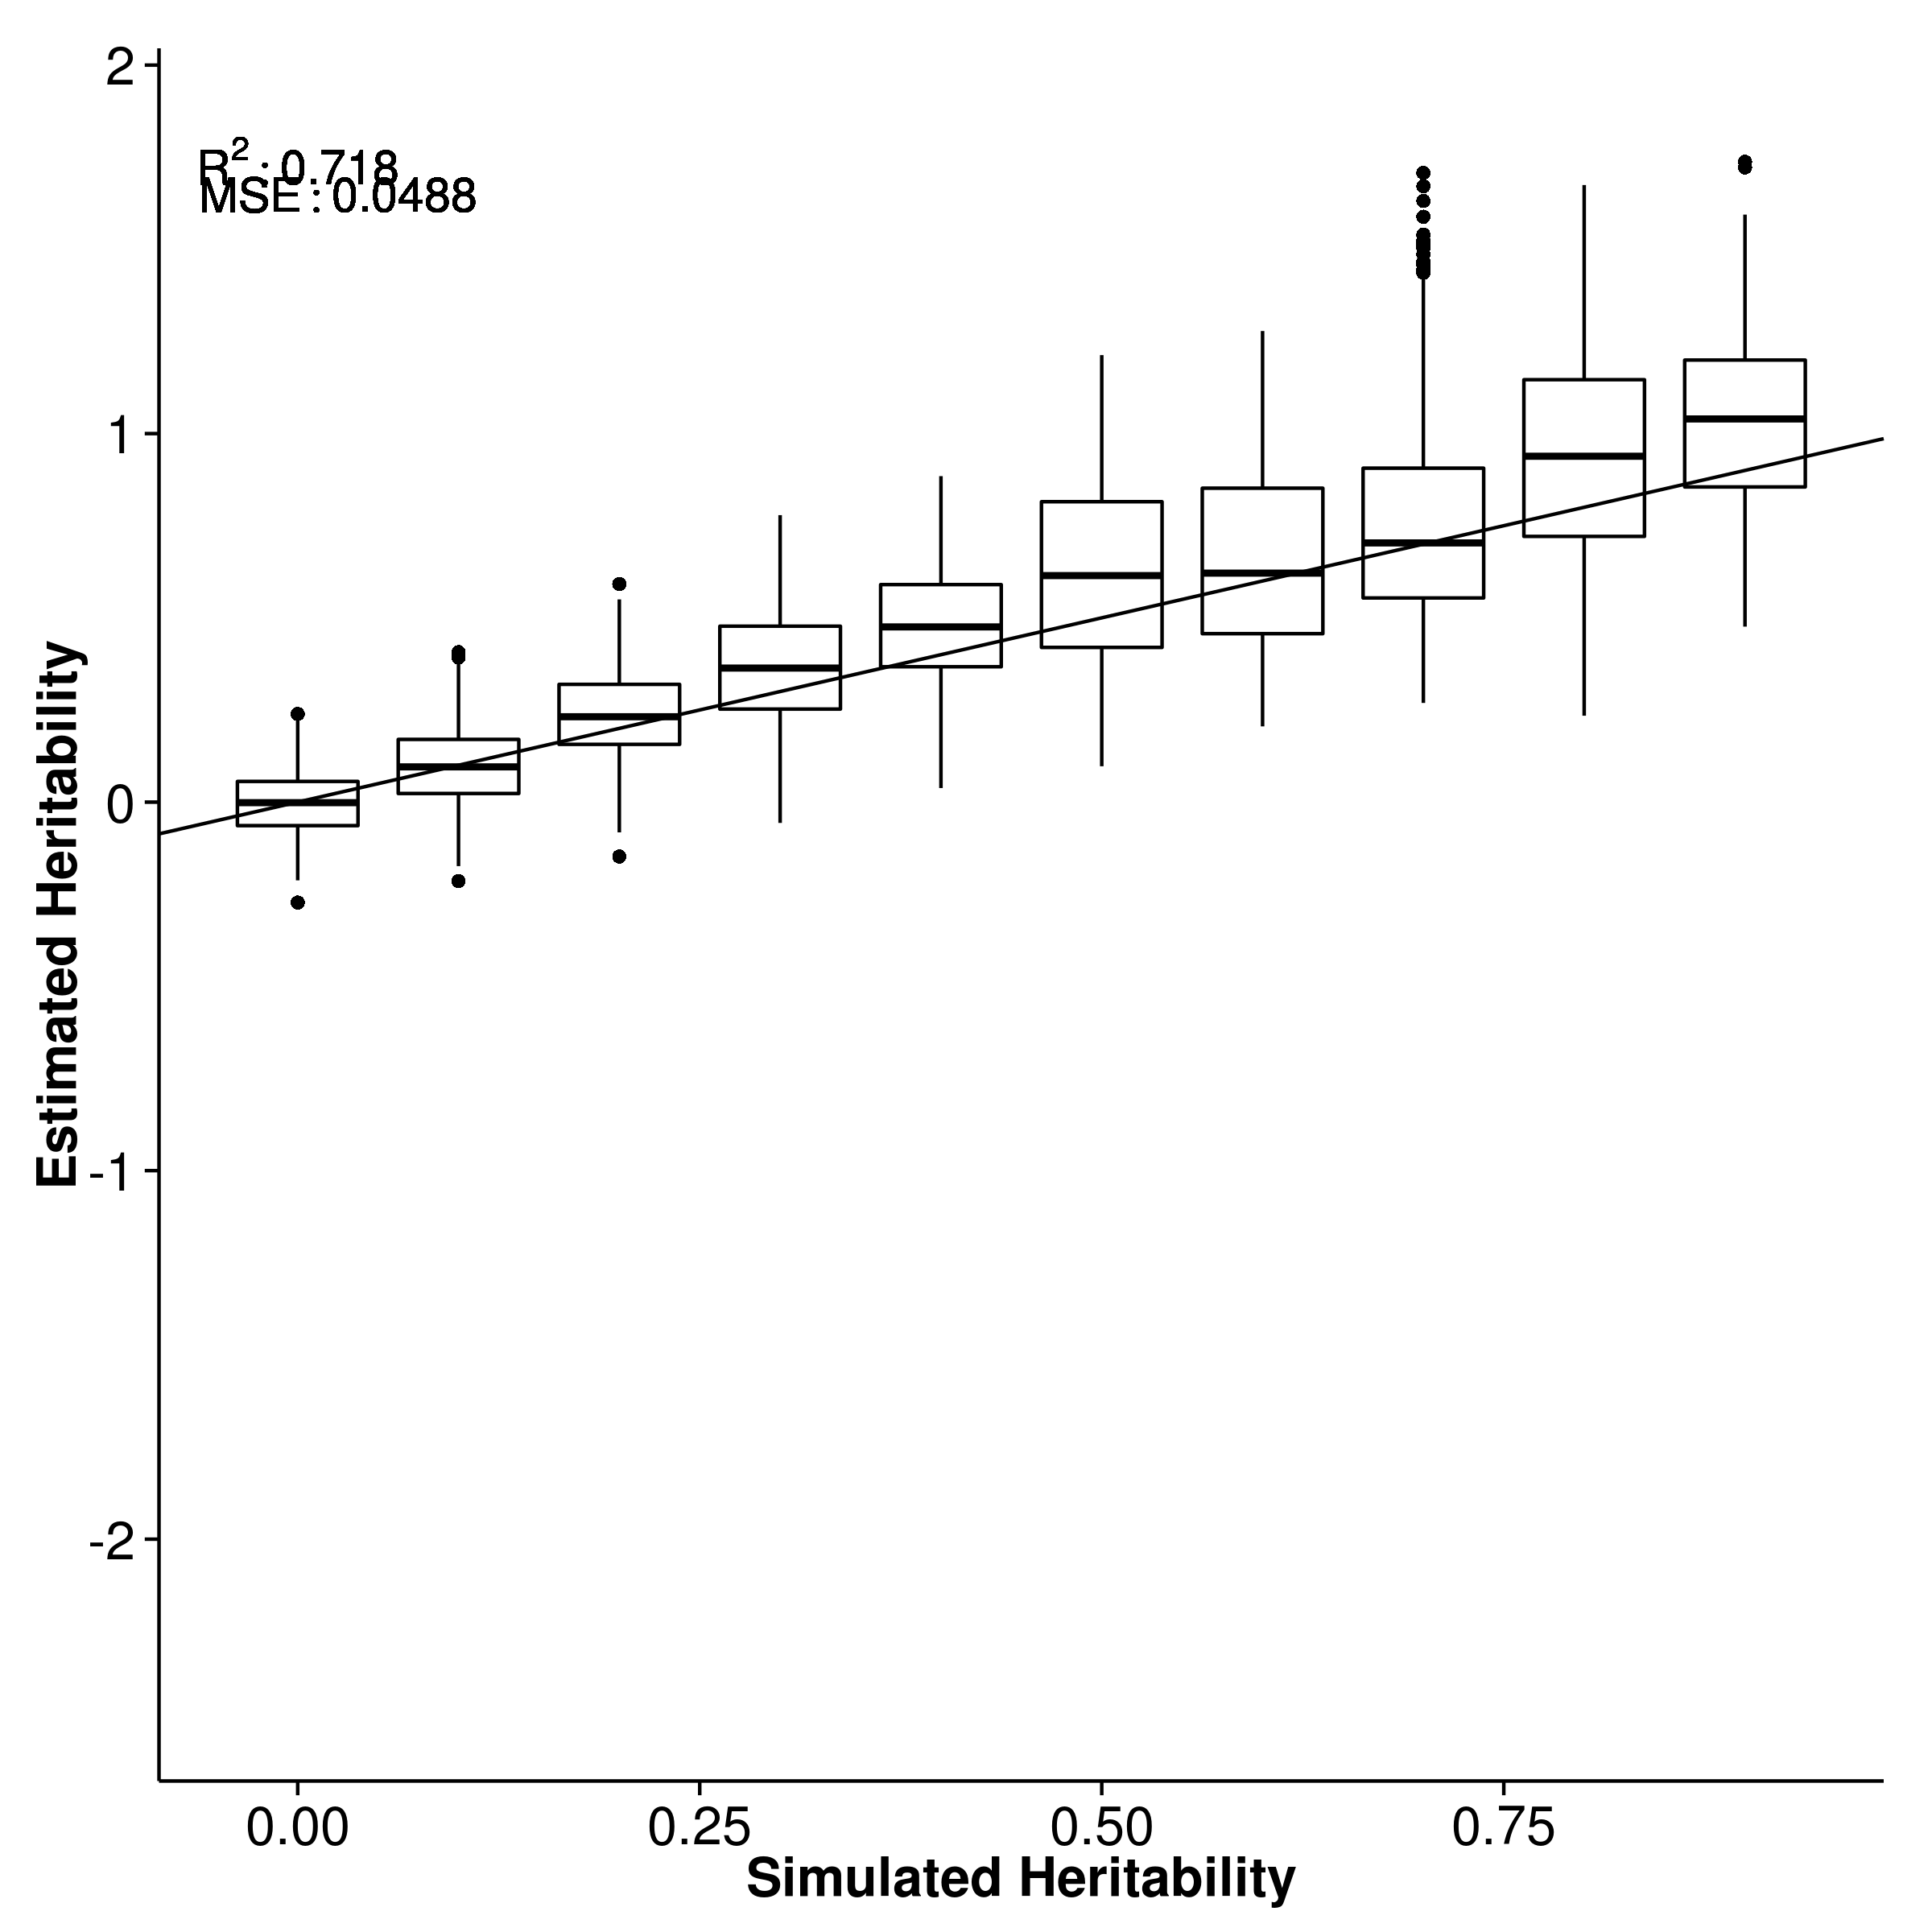 2
R²: 0.718
MSE: 0.0488
1
0
-1
-2
Estimated Heritability
0.00 0.25 0.50 0.75
Simulated Heritability